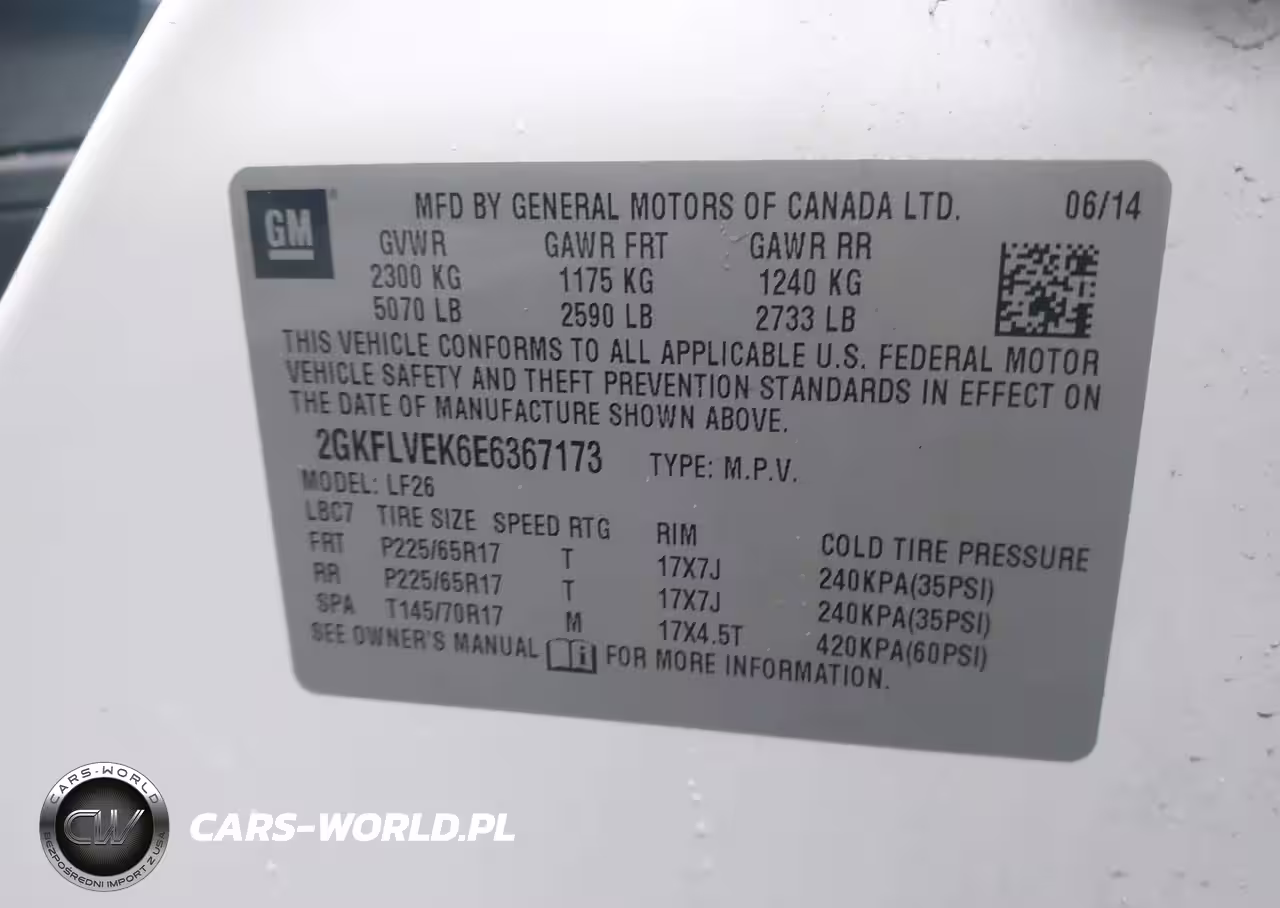 GM
MFD BY GENERAL MOTORS OF CANADA LTD. 06/14
GVWR GAWR FRT GAWR RR
2300 KG 1175 KG 1240 KG
5070 LB 2590 LB 2733 LB
THIS VEHICLE CONFORMS TO ALL APPLICABLE U.S. FEDERAL MOTOR
VEHICLE SAFETY AND THEFT PREVENTION STANDARDS IN EFFECT ON
THE DATE OF MANUFACTURE SHOWN ABOVE.
2GKFLVEK6E6367173 TYPE: M.P.V.
MODEL: LF26
L8C7 TIRE SIZE SPEED RTG RIM COLD TIRE PRESSURE
FRT P225/65R17 T 17X7J 240KPA(35PSI)
RR P225/65R17 T 17X7J 240KPA(35PSI)
SPA T145/70R17 M 17X4.5T 420KPA(60PSI)
SEE OWNER'S MANUAL FOR MORE INFORMATION.
CARS-WORLD
CW
BEZPOŚREDNI IMPORT Z USA
CARS-WORLD.PL